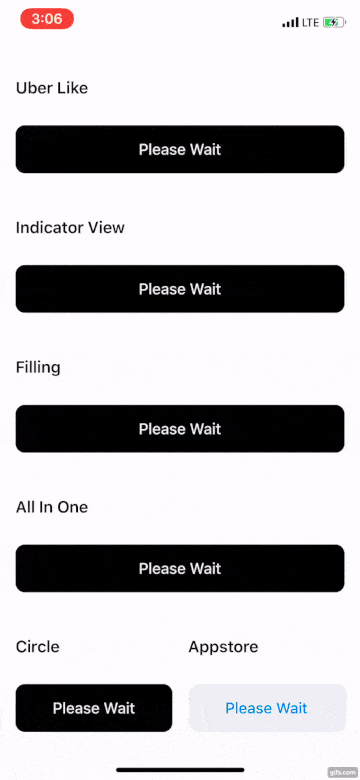 3:06 LTE
Uber Like
Please Wait
Indicator View
Please Wait
Filling
Please Wait
All In One
Please Wait
Circle Appstore
Please Wait Please Wait
gifs.com